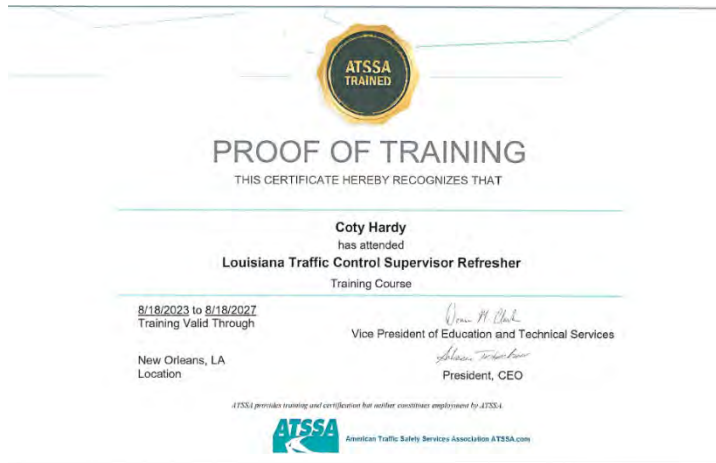 ATSSA
TRAINED
PROOF OF TRAINING
THIS CERTIFICATE HEREBY RECOGNIZES THAT
Coty Hardy
has attended
Louisiana Traffic Control Supervisor Refresher
Training Course
8/18/2023 to 8/18/2027
Training Valid Through
Vice President of Education and Technical Services
New Orleans, LA
Location
President, CEO
ATSSA provides training and certification but neither constitutes employment by ATSSA.
ATSSA
American Traffic Safety Services Association ATSSA.com